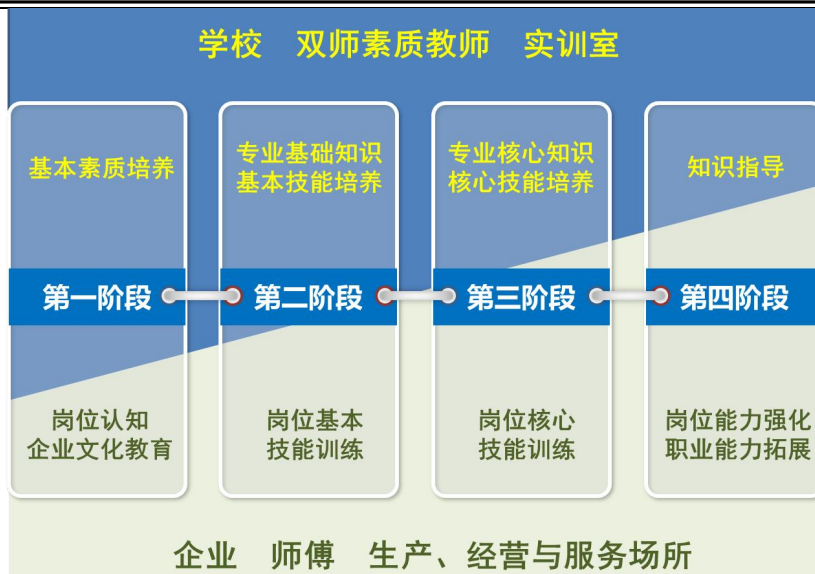 学校 双师素质教师 实训室
基本素质培养
专业基础知识
基本技能培养
专业核心知识
核心技能培养
知识指导
第一阶段
第二阶段
第三阶段
第四阶段
岗位认知
企业文化教育
岗位基本
技能训练
岗位核心
技能训练
岗位能力强化
职业能力拓展
企业 师傅 生产、经营与服务场所